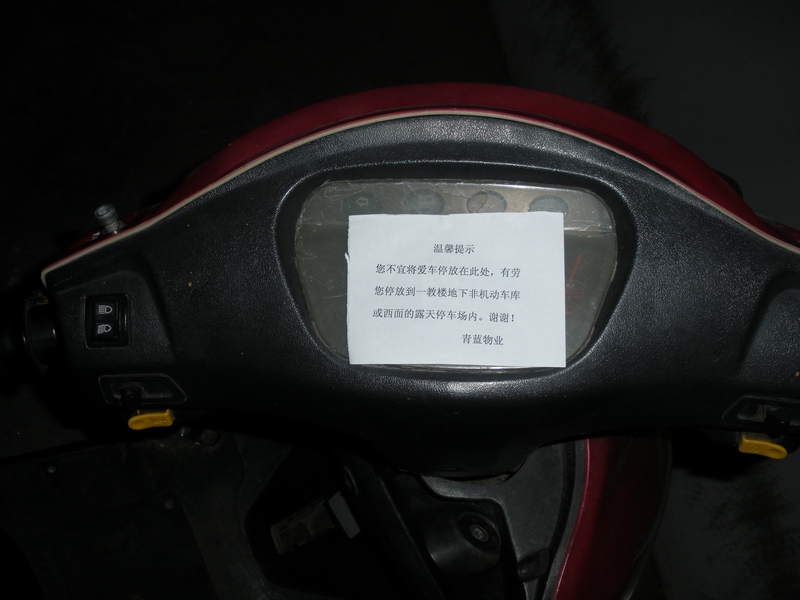 温馨提示
您不宜将爱车停放在此处，有劳
您停放到一教楼地下非机动车库
或西面的露天停车场内。谢谢！
青蓝物业